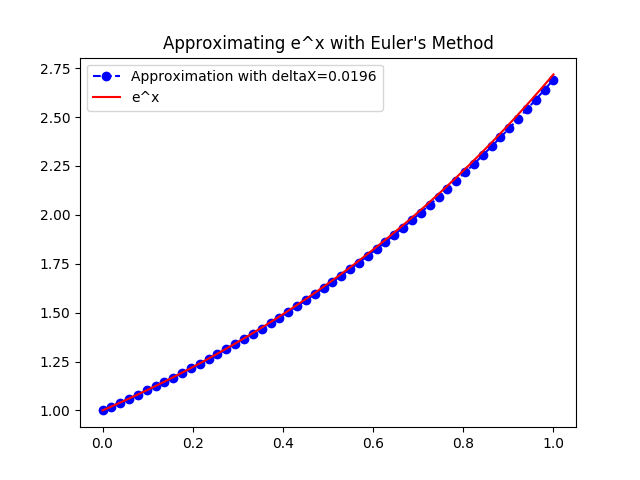 Approximating e^x with Euler's Method
Approximation with deltaX=0.0196
e^x
2.75
2.50
2.25
2.00
1.75
1.50
1.25
1.00
0.0 0.2 0.4 0.6 0.8 1.0